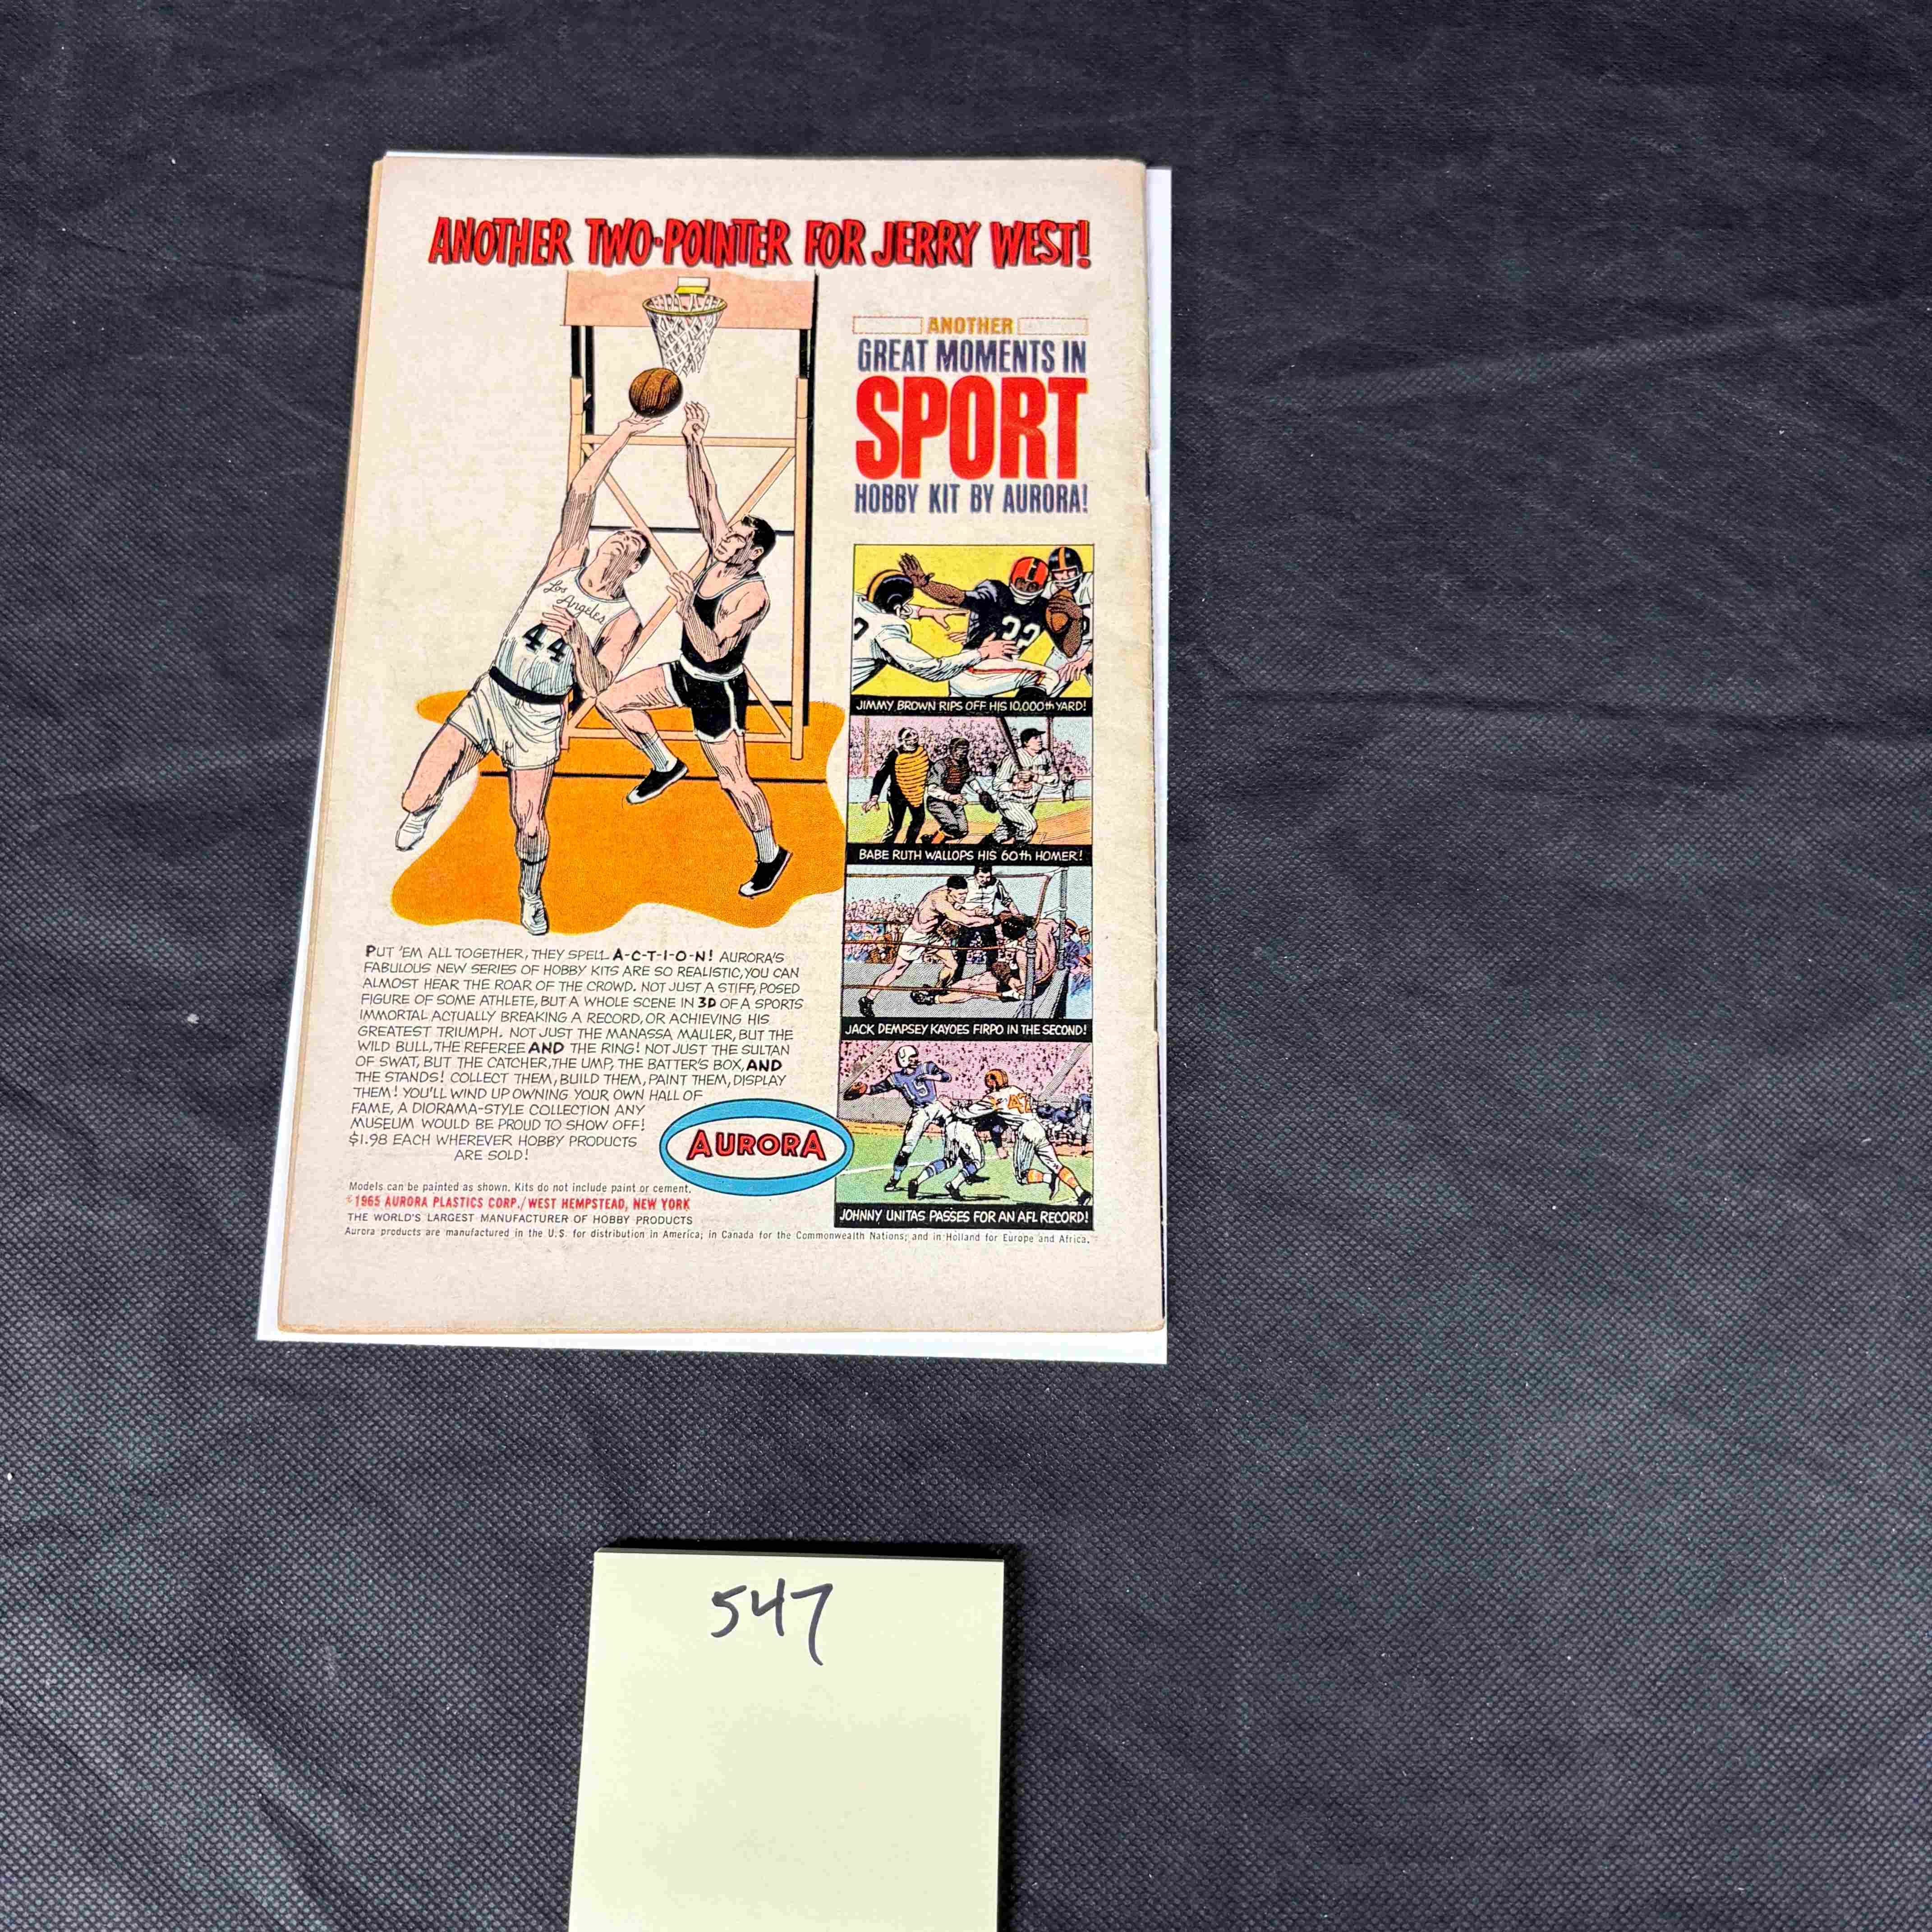 ANOTHER TWO-POINTER FOR JERRY WEST!
ANOTHER
GREAT MOMENTS IN
SPORT
HOBBY KIT BY AURORA!
Los Angeles
44
32
JIMMY BROWN RIPS OFF HIS 10,000th YARD!
BABE RUTH WALLOPS HIS 60th HOMER!
JACK DEMPSEY KAYOES FIRPO IN THE SECOND!
19
JOHNNY UNITAS PASSES FOR AN AFL RECORD!
PUT 'EM ALL TOGETHER, THEY SPELL A-C-T-I-O-N! AURORA'S
FABULOUS NEW SERIES OF HOBBY KITS ARE SO REALISTIC, YOU CAN
ALMOST HEAR THE ROAR OF THE CROWD. NOT JUST A STIFF, POSED
FIGURE OF SOME ATHLETE, BUT A WHOLE SCENE IN 3D OF A SPORTS
IMMORTAL ACTUALLY BREAKING A RECORD, OR ACHIEVING HIS
GREATEST TRIUMPH. NOT JUST THE MANASSA MAULER, BUT THE
WILD BULL, THE REFEREE AND THE RING! NOT JUST THE SULTAN
OF SWAT, BUT THE CATCHER, THE UMP, THE BATTER'S BOX, AND
THE STANDS! COLLECT THEM, BUILD THEM, PAINT THEM, DISPLAY
THEM! YOU'LL WIND UP OWNING YOUR OWN HALL OF
FAME, A DIORAMA-STYLE COLLECTION ANY
MUSEUM WOULD BE PROUD TO SHOW OFF!
$1.98 EACH WHEREVER HOBBY PRODUCTS
ARE SOLD!
AURORA
Models can be painted as shown. Kits do not include paint or cement.
©1965 AURORA PLASTICS CORP./WEST HEMPSTEAD, NEW YORK
THE WORLD'S LARGEST MANUFACTURER OF HOBBY PRODUCTS
Aurora products are manufactured in the U.S. for distribution in America; in Canada for the Commonwealth Nations; and in Holland for Europe and Africa.
547